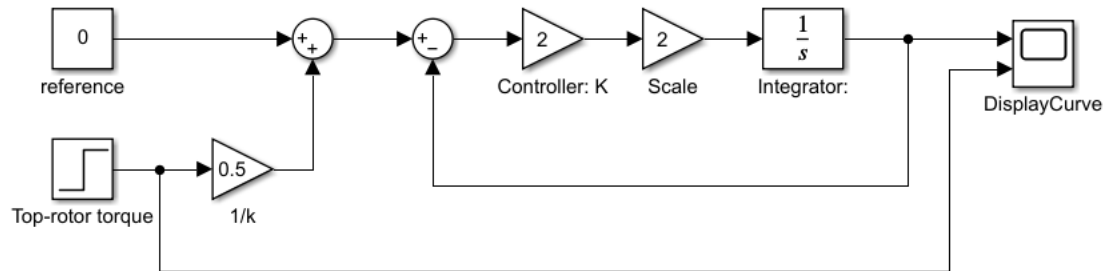 0
+
+
+
−
2
2
1
s
reference
Controller: K
Scale
Integrator:
DisplayCurve
0.5
Top-rotor torque
1/k